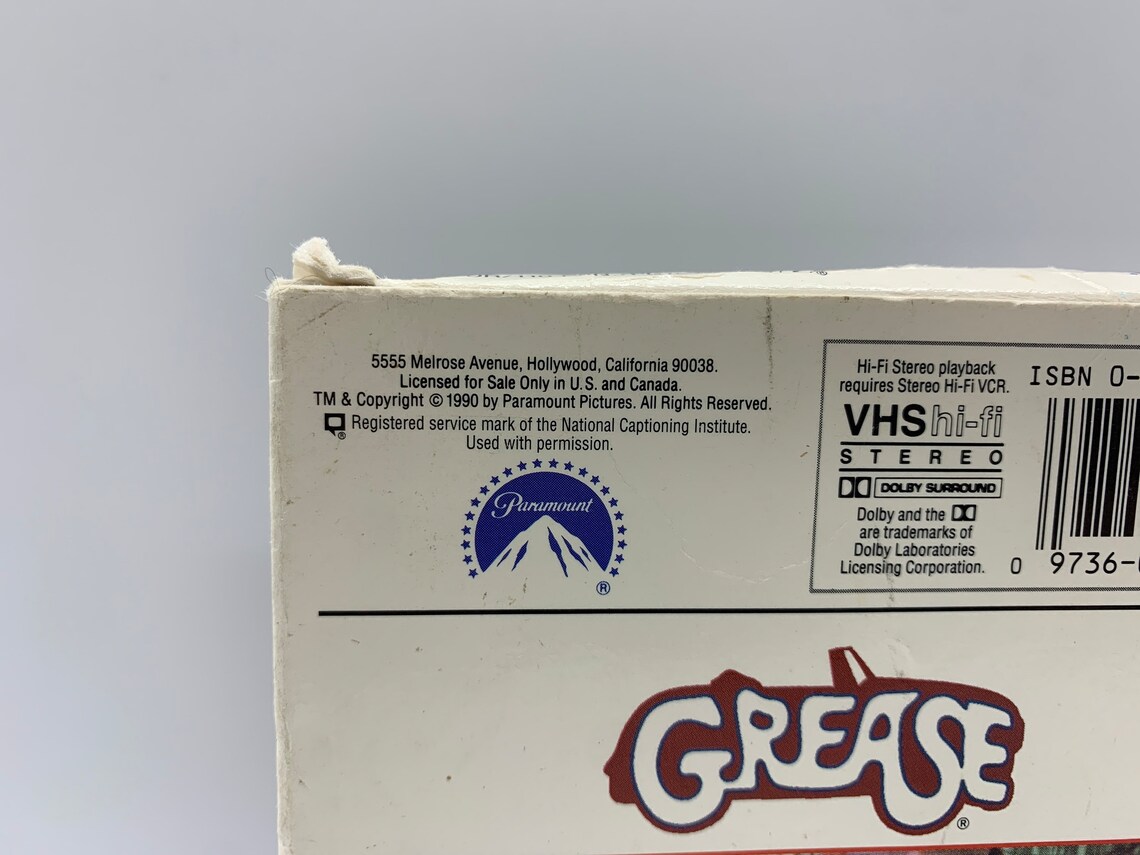 5555 Melrose Avenue, Hollywood, California 90038.
Licensed for Sale Only in U.S. and Canada.
TM & Copyright © 1990 by Paramount Pictures. All Rights Reserved.
® Registered service mark of the National Captioning Institute.
Used with permission.
Paramount
®
Hi-Fi Stereo playback
requires Stereo Hi-Fi VCR.
VHS hi-fi
STEREO
DOLBY SURROUND
Dolby and the
are trademarks of
Dolby Laboratories
Licensing Corporation.
ISBN 0-
0 9736-
GREASE
®